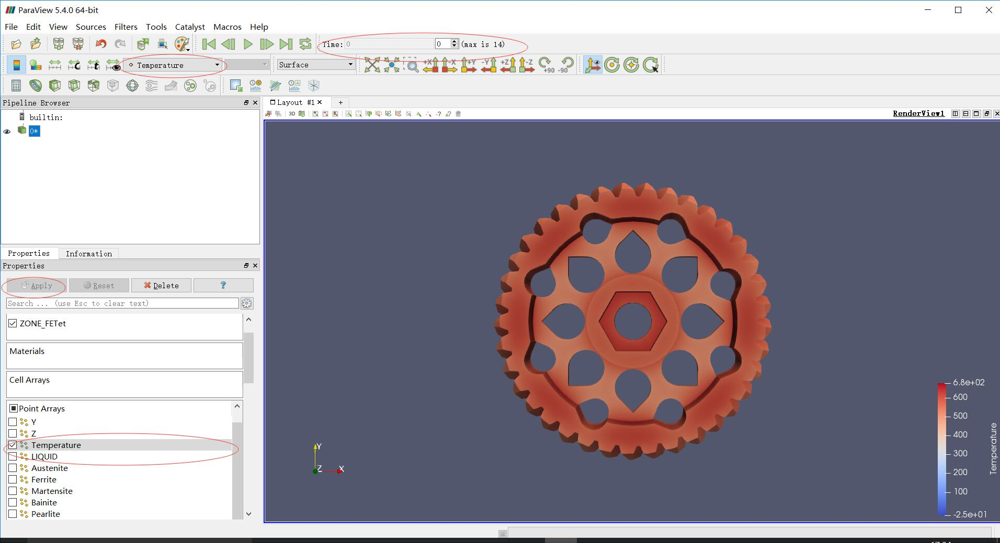 ParaView 5.4.0 64-bit
File Edit View Sources Filters Tools Catalyst Macros Help
Time: 0 0 (max is 14)
Temperature Surface +X -X +Y -Y +Z -Z +90 -90
Pipeline Browser
Layout #1 +
3D RenderView1
builtin:
0*
Properties Information
Properties
Apply Reset Delete ?
Search ... (use Esc to clear text)
ZONE_FETet
Materials
Cell Arrays
Point Arrays
Y
Z
Temperature
LIQUID
Austenite
Ferrite
Martensite
Bainite
Pearlite
Y
Z X
6.8e+02
600
500
400
300
200
100
-2.5e+01
Temperature